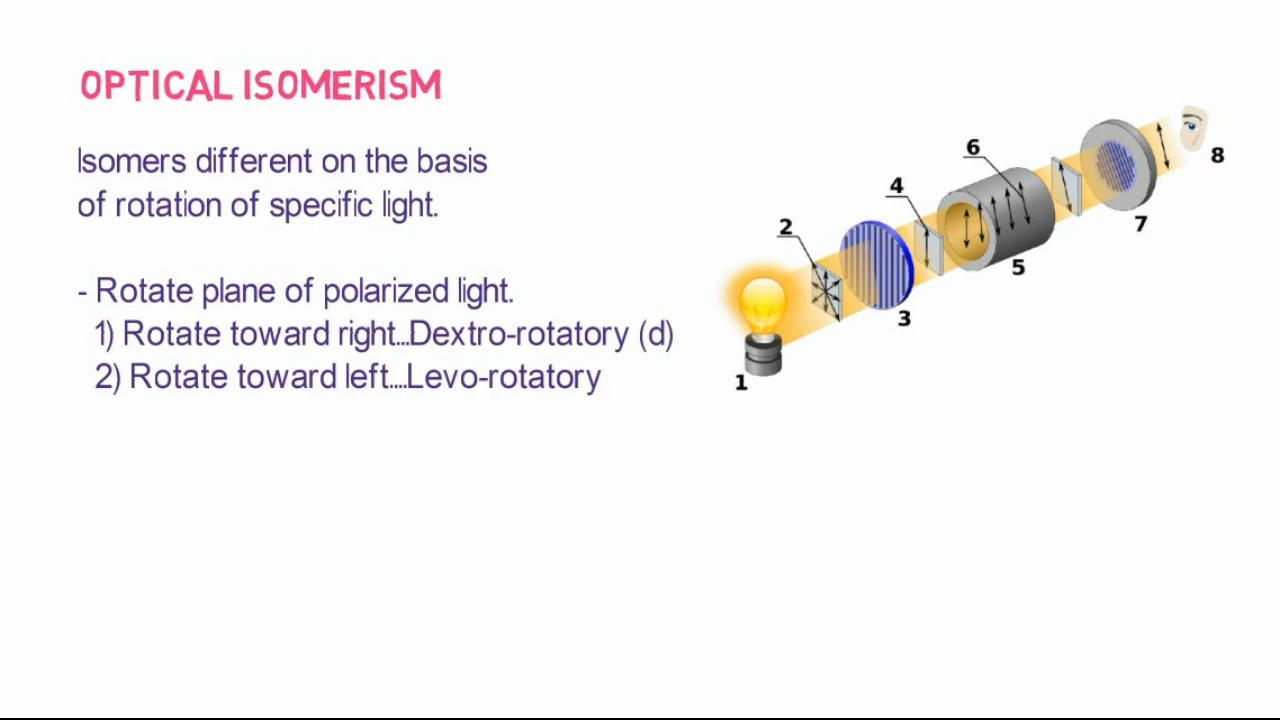 OPTICAL ISOMERISM
Isomers different on the basis
of rotation of specific light.
- Rotate plane of polarized light.
1) Rotate toward right...Dextro-rotatory (d)
2) Rotate toward left....Levo-rotatory
1
2
3
4
5
6
7
8